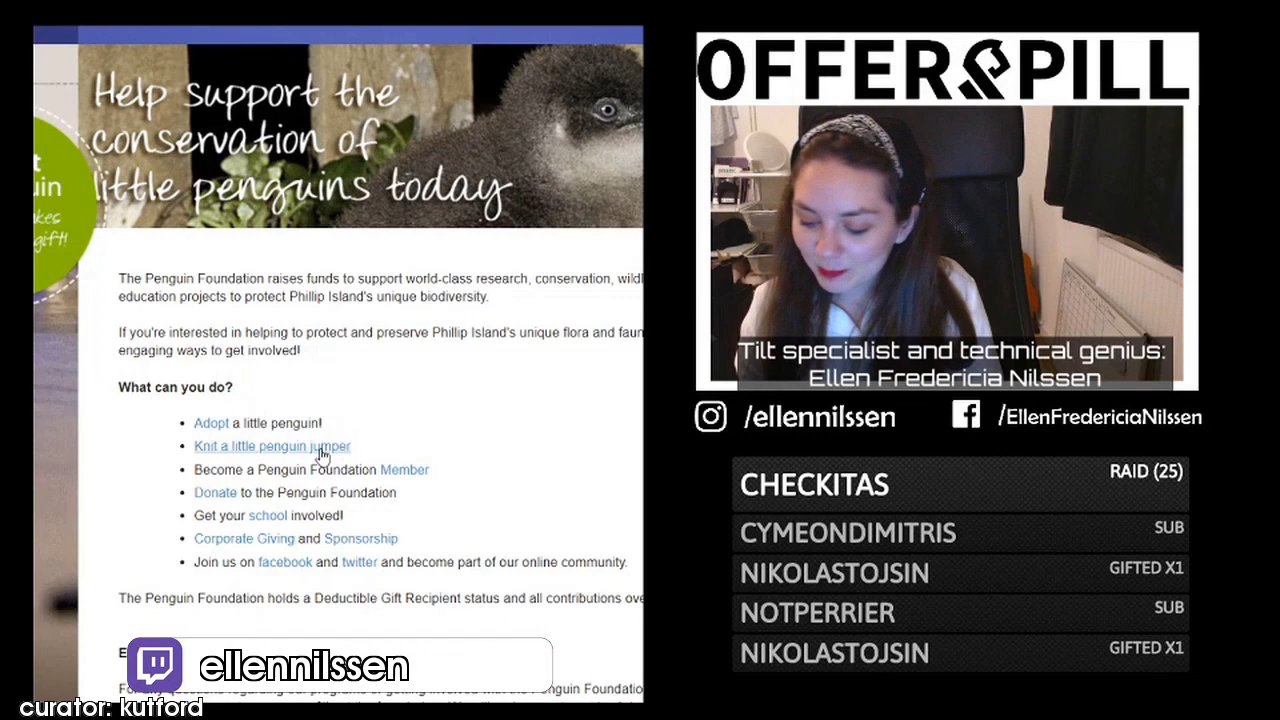 Help support the
conservation of
little penguins today
The Penguin Foundation raises funds to support world-class research, conservation,
education projects to protect Phillip Island's unique biodiversity.
If you're interested in helping to protect and preserve Phillip Island's unique flora and
engaging ways to get involved!
What can you do?
• Adopt a little penguin!
• Knit a little penguin jumper
• Become a Penguin Foundation Member
• Donate to the Penguin Foundation
• Get your school involved!
• Corporate Giving and Sponsorship
• Join us on facebook and twitter and become part of our online community.
The Penguin Foundation holds a Deductible Gift Recipient status and all contributions
ellennilssen
curator: kutford
OFFERSPILL
Tilt specialist and technical genius:
Ellen Fredericia Nilssen
/ellennilssen
/EllenFredericiaNilssen
CHECKITAS RAID (25)
CYMEONDIMITRIS SUB
NIKOLASTOJSIN GIFTED X1
NOTPERRIER SUB
NIKOLASTOJSIN GIFTED X1